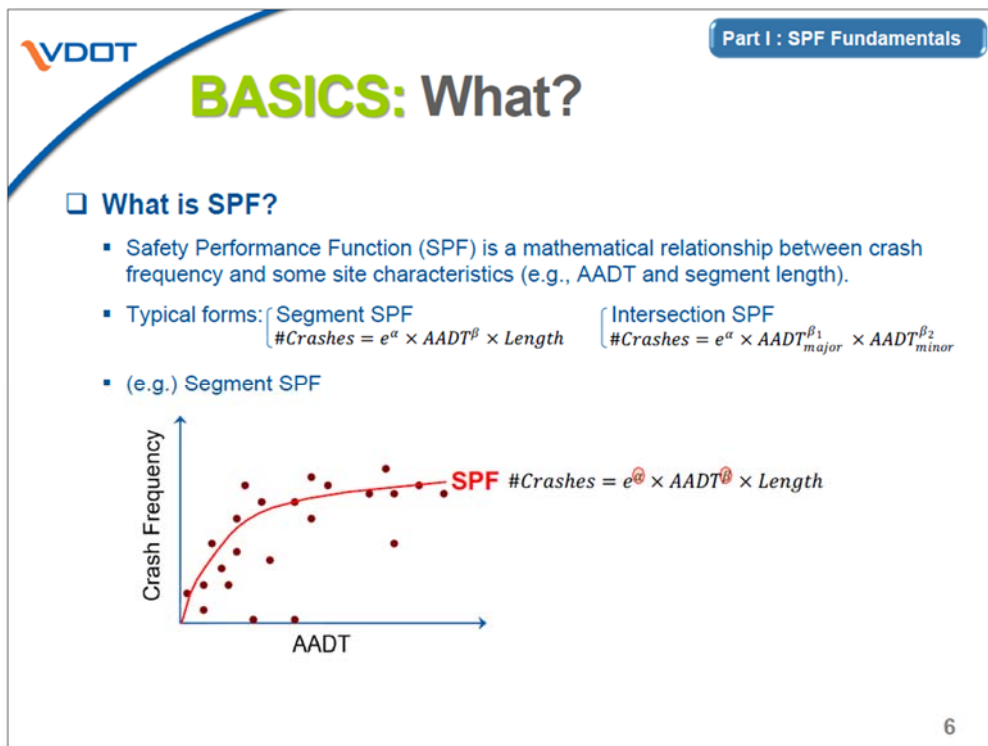 VDOT
Part I : SPF Fundamentals
BASICS: What?
❑ What is SPF?
▪ Safety Performance Function (SPF) is a mathematical relationship between crash
frequency and some site characteristics (e.g., AADT and segment length).
▪ Typical forms: Segment SPF
#Crashes = e^α × AADT^β × Length
Intersection SPF
#Crashes = e^α × AADT_major^β₁ × AADT_minor^β₂
▪ (e.g.) Segment SPF
Crash Frequency
SPF #Crashes = e^α × AADT^β × Length
AADT
6